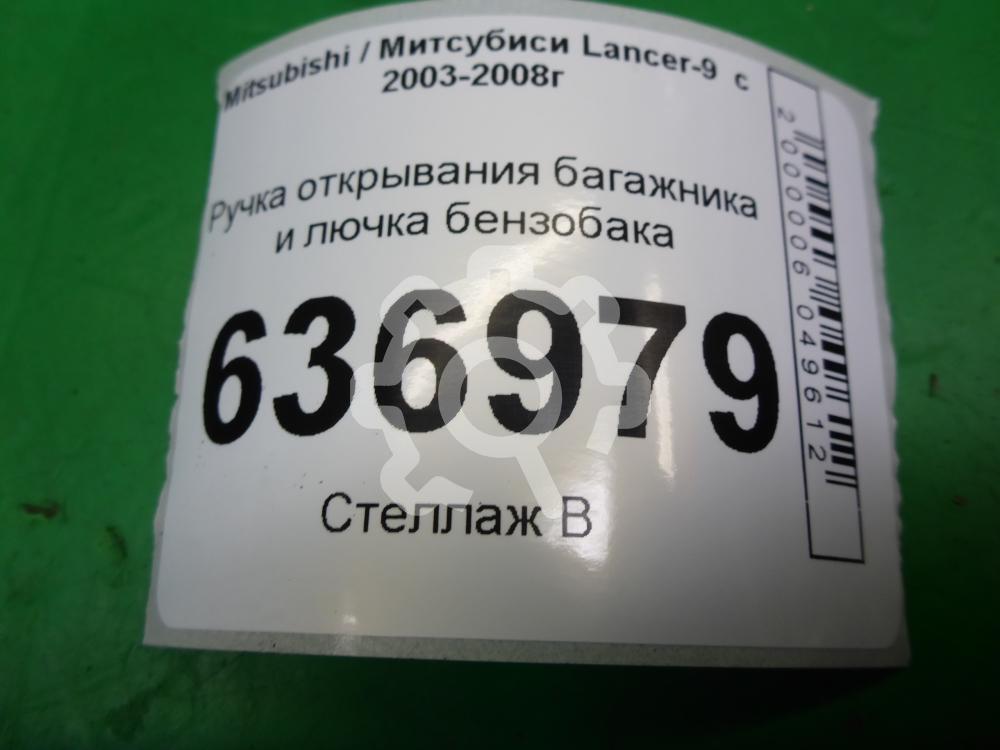 Mitsubishi / Митсубиси Lancer-9 с
2003-2008г
Ручка открывания багажника
и лючка бензобака
636979
Стеллаж В
2000006049612